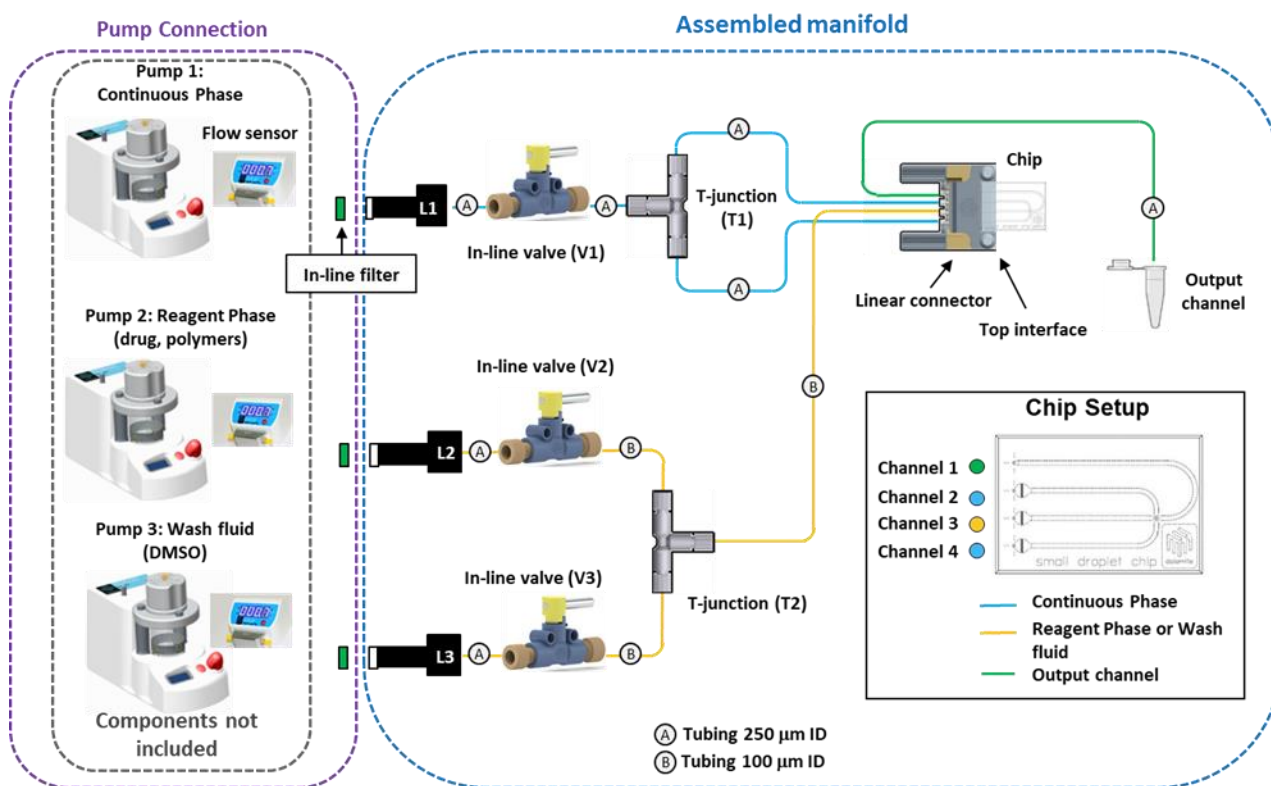 Pump Connection
Assembled manifold
Pump 1:
Continuous Phase
Flow sensor
In-line filter
L1
A
A
In-line valve (V1)
A
T-junction
(T1)
A
Chip
A
Linear connector
Top interface
Output
channel
Pump 2: Reagent Phase
(drug, polymers)
In-line valve (V2)
L2
A
B
B
Pump 3: Wash fluid
(DMSO)
In-line valve (V3)
L3
A
B
T-junction (T2)
Components not
included
A Tubing 250 μm ID
B Tubing 100 μm ID
Chip Setup
Channel 1
Channel 2
Channel 3
Channel 4
small droplet chip
Continuous Phase
Reagent Phase or Wash
fluid
Output channel